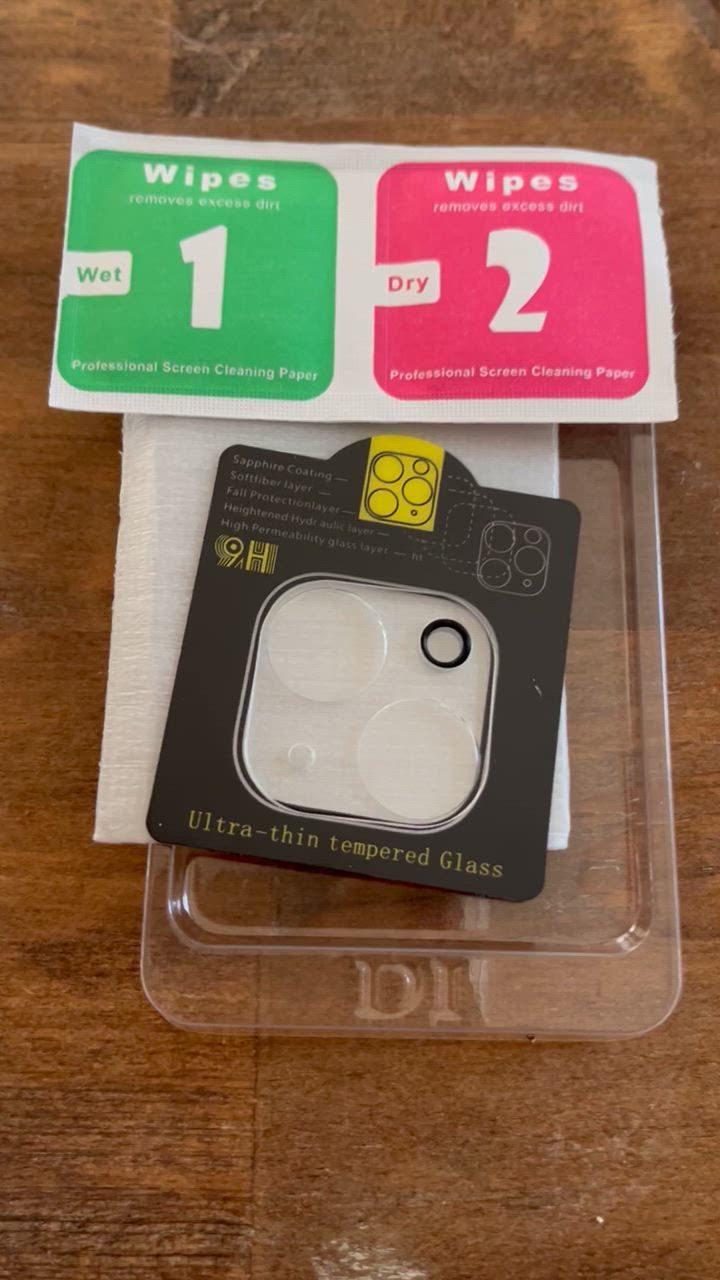 Wipes
removes excess dirt
1
Wet
Professional Screen Cleaning Paper
Wipes
removes excess dirt
2
Dry
Professional Screen Cleaning Paper
Sapphire Coating
Softfiber layer
Fall Protectionlayer
Heightened Hydraulic layer
High Permeability glass layer
9H
Ultra-thin tempered Glass